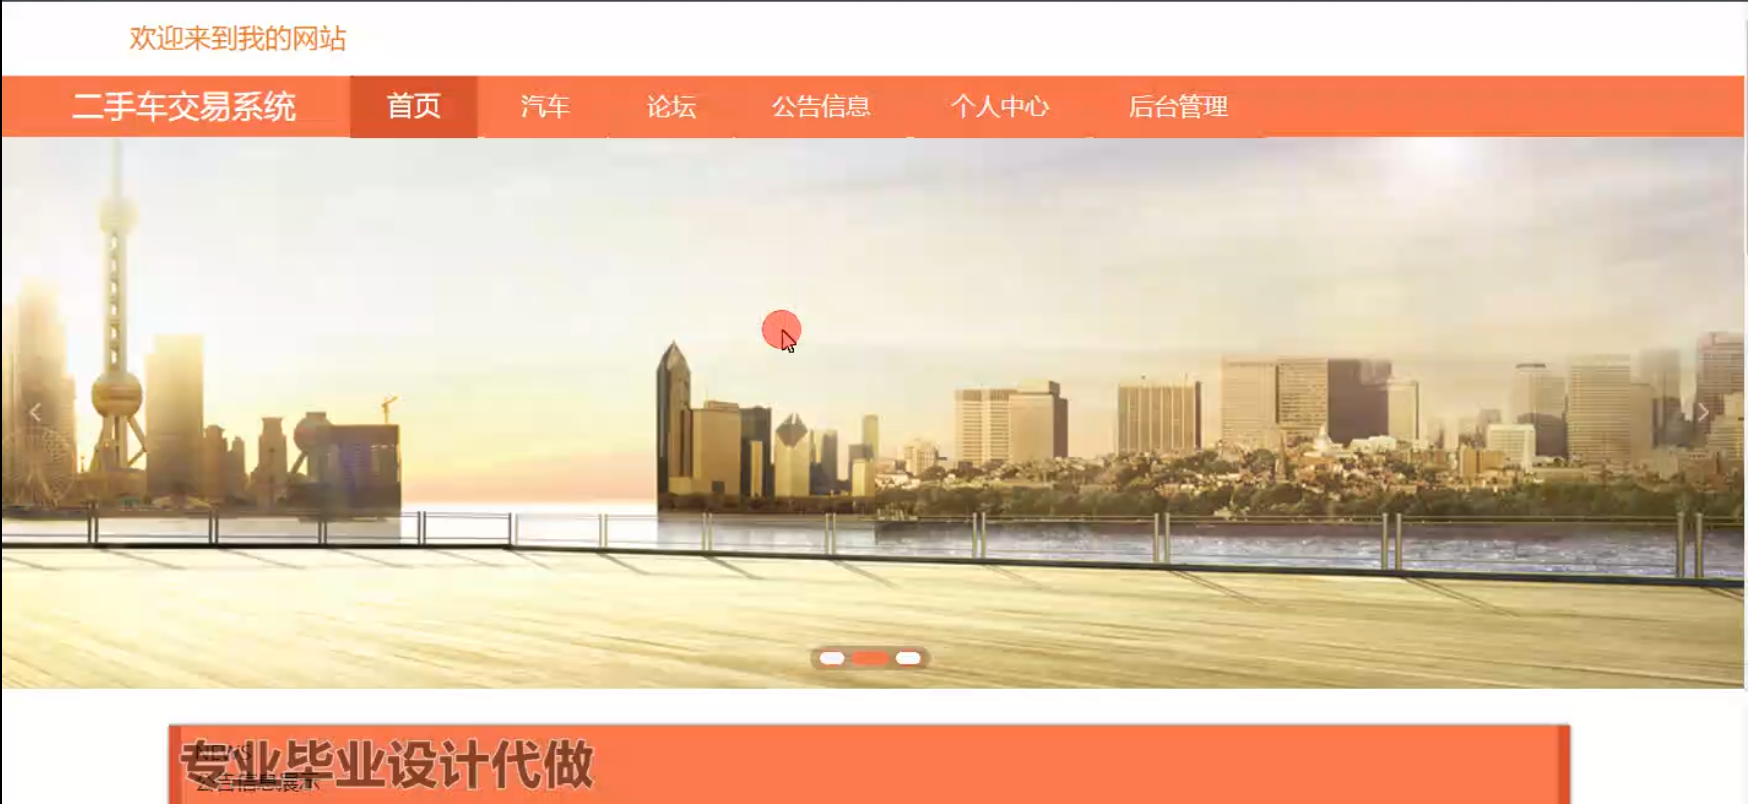 欢迎来到我的网站
二手车交易系统 首页 汽车 论坛 公告信息 个人中心 后台管理
NEWS
专业毕业设计代做
公告信息展示